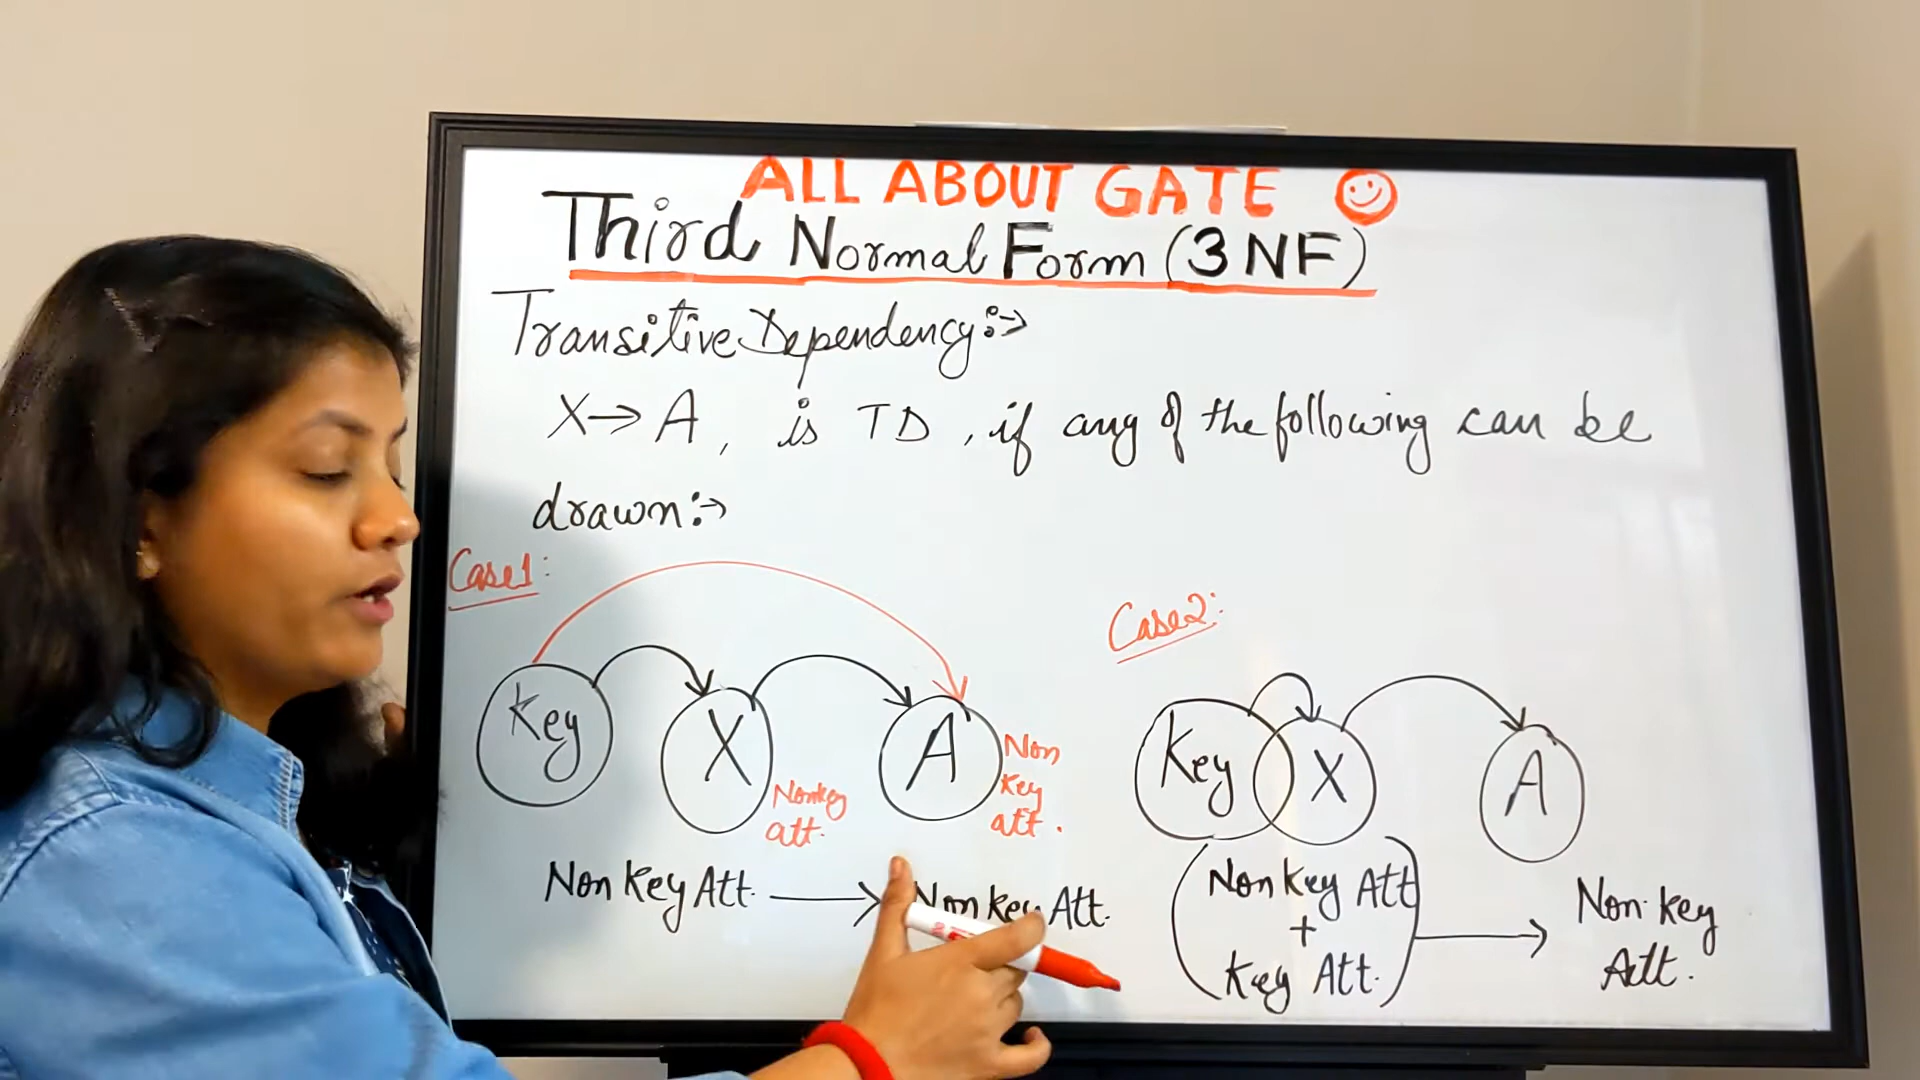 ALL ABOUT GATE
Third Normal Form (3NF)
Transitive Dependency:→
X → A, is TD, if any of the following can be
drawn:→
Case1:
Key
X
Nonkey
att.
A
Non
Key
att.
Non Key Att. → Non key Att.
Case2:
Key
X
A
(Non Key Att
+
Key Att.)
→
Non-key
Att.